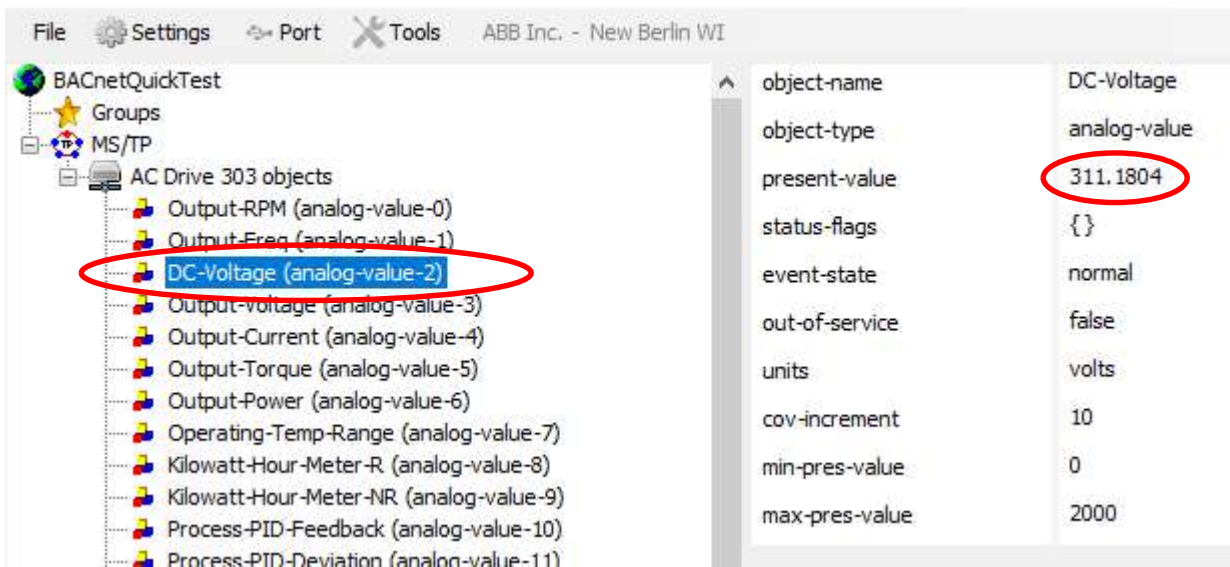 File Settings Port Tools ABB Inc. - New Berlin WI
BACnetQuickTest
Groups
MS/TP
AC Drive 303 objects
Output-RPM (analog-value-0)
Output-Freq (analog-value-1)
DC-Voltage (analog-value-2)
Output-Voltage (analog-value-3)
Output-Current (analog-value-4)
Output-Torque (analog-value-5)
Output-Power (analog-value-6)
Operating-Temp-Range (analog-value-7)
Kilowatt-Hour-Meter-R (analog-value-8)
Kilowatt-Hour-Meter-NR (analog-value-9)
Process-PID-Feedback (analog-value-10)
Process-PID-Deviation (analog-value-11)
object-name DC-Voltage
object-type analog-value
present-value 311.1804
status-flags {}
event-state normal
out-of-service false
units volts
cov-increment 10
min-pres-value 0
max-pres-value 2000